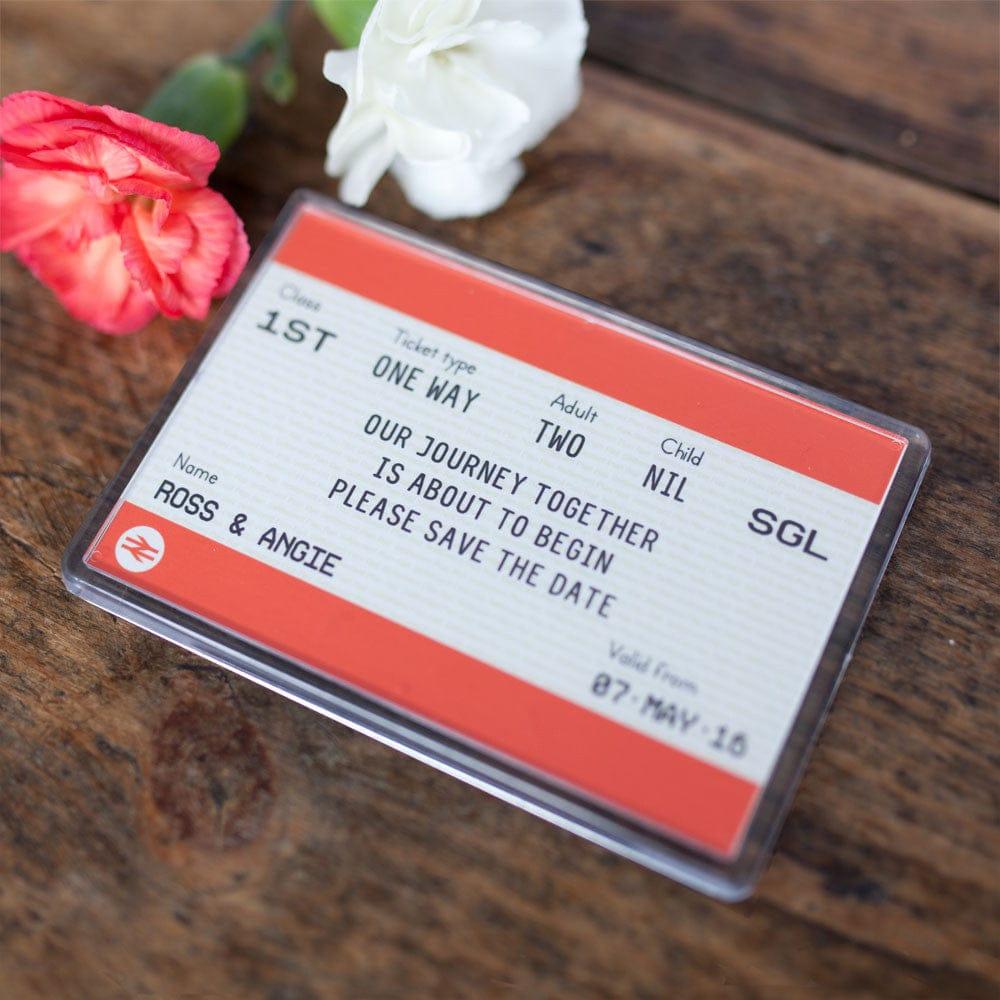 Class
1ST
Ticket type
ONE WAY
Adult
TWO
Child
NIL
SGL
OUR JOURNEY TOGETHER
IS ABOUT TO BEGIN
PLEASE SAVE THE DATE
Name
ROSS & ANGIE
Valid from
07·MAY·16